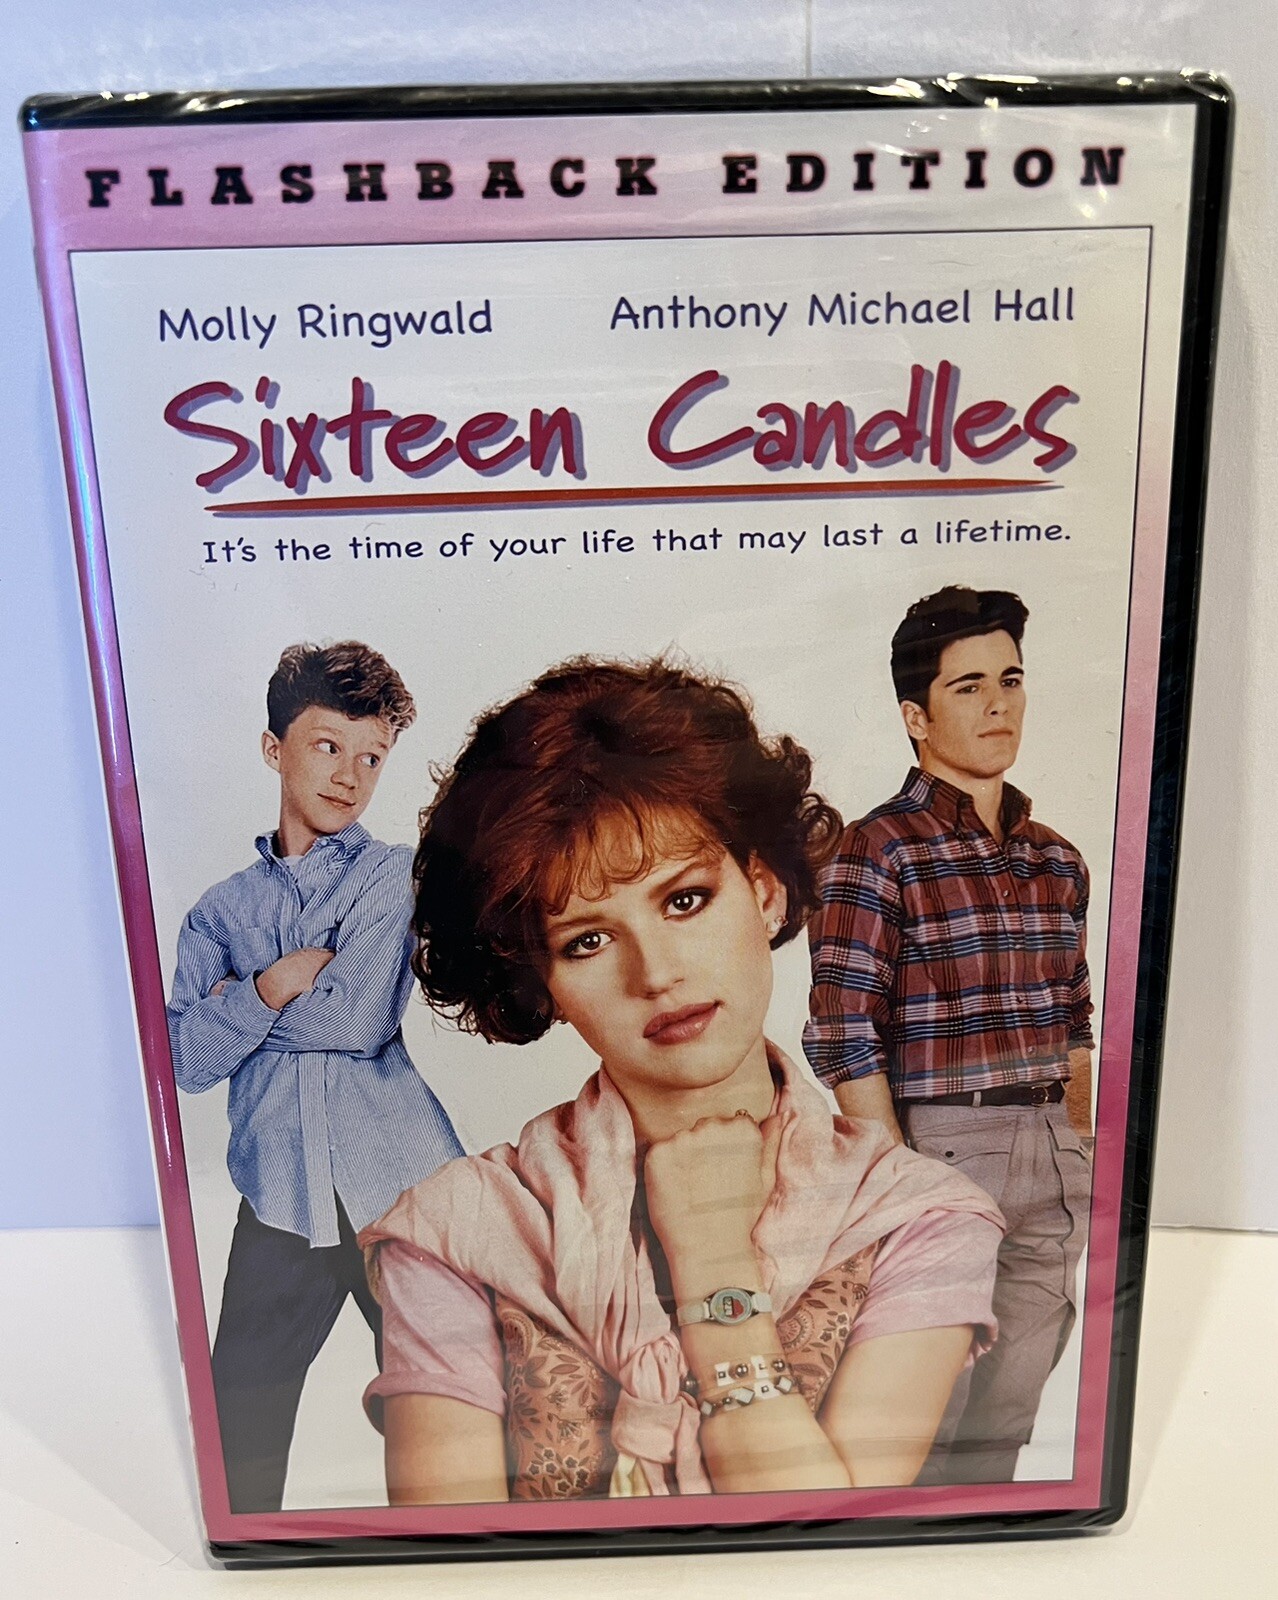 FLASHBACK EDITION
Molly Ringwald Anthony Michael Hall
Sixteen Candles
It's the time of your life that may last a lifetime.